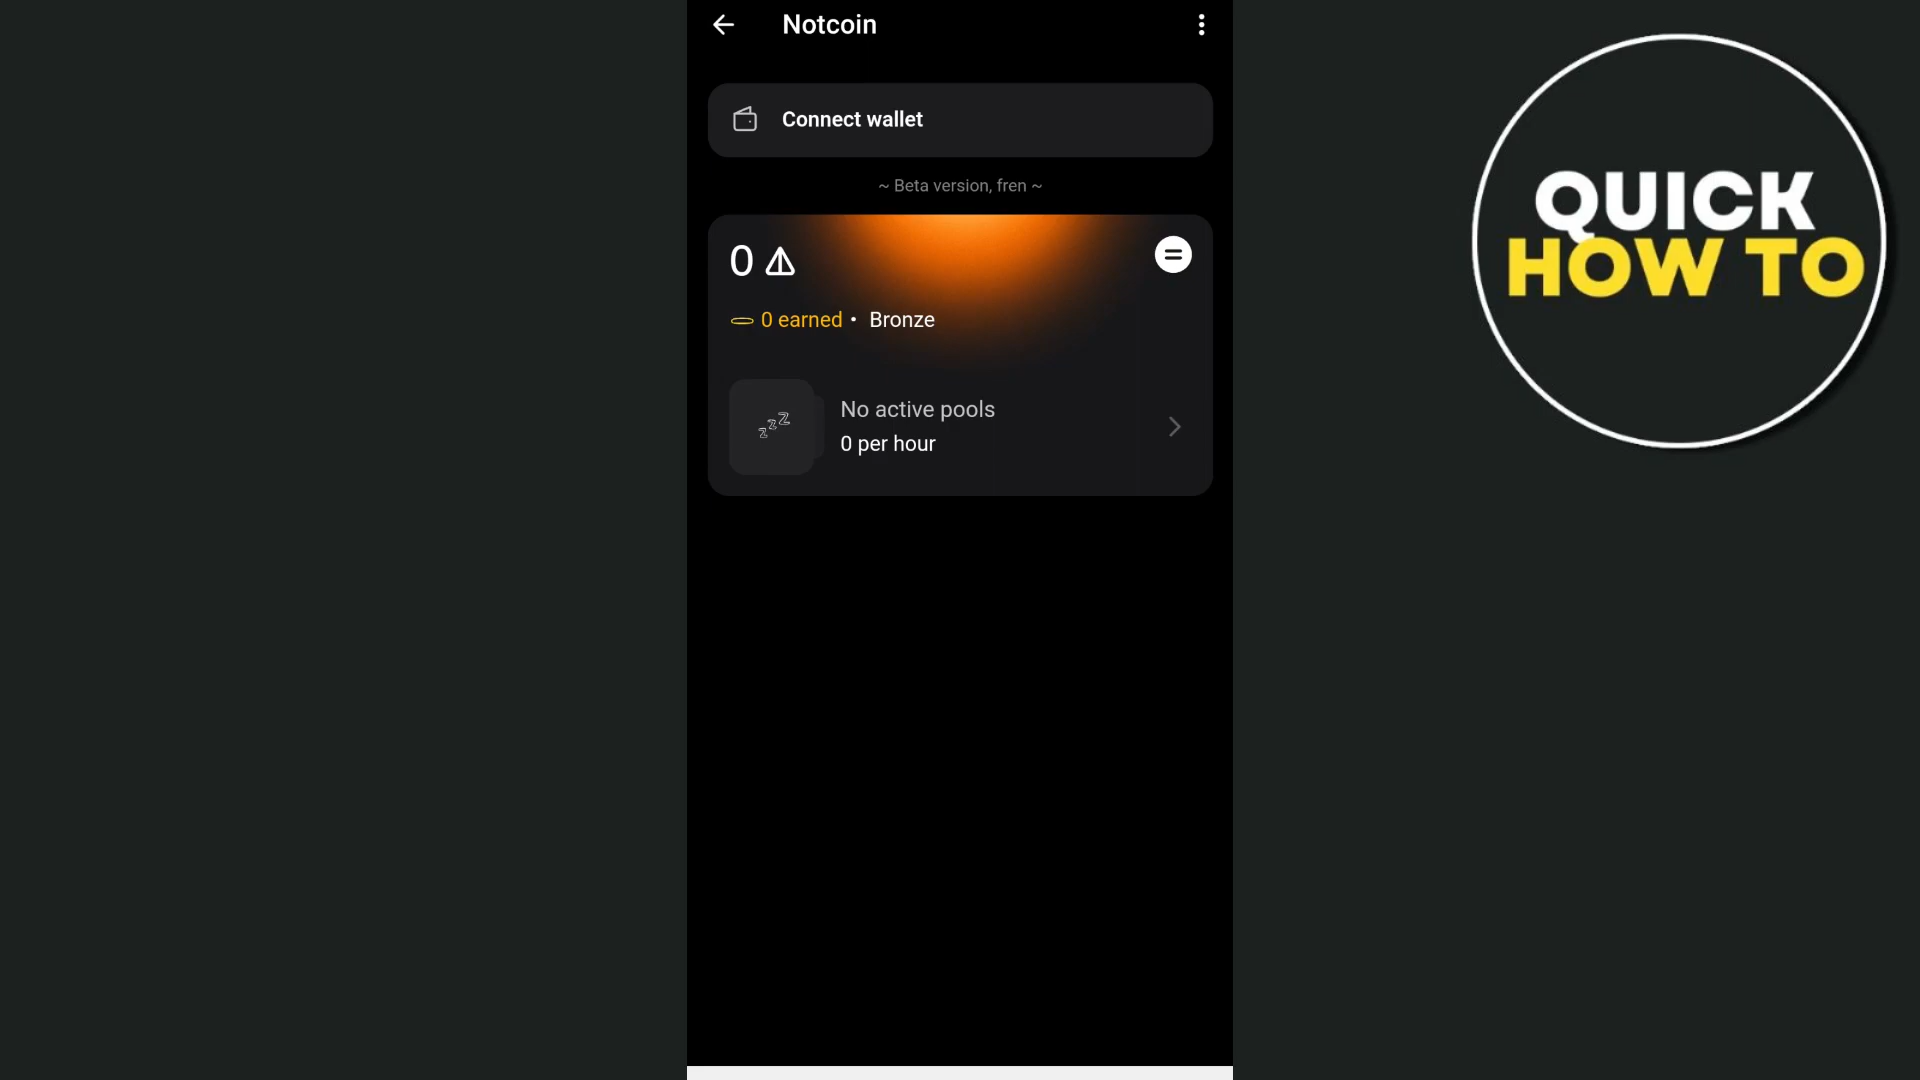 Notcoin
Connect wallet
~ Beta version, fren ~
0
0 earned • Bronze
zzz
No active pools
0 per hour
QUICK
HOW TO